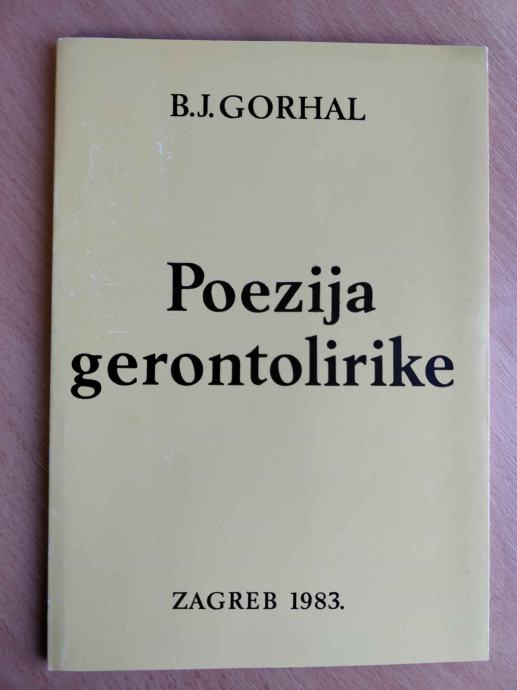 B.J. GORHAL
Poezija
gerontolirike
ZAGREB 1983.